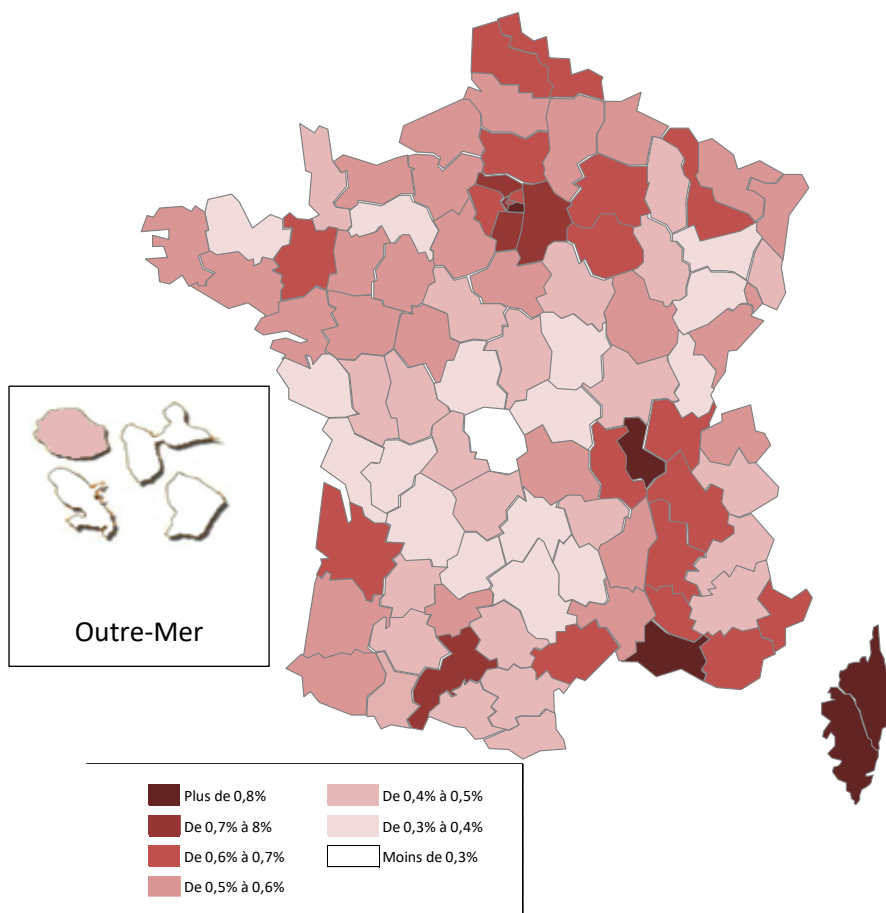 Outre-Mer
Plus de 0,8%
De 0,7% à 8%
De 0,6% à 0,7%
De 0,5% à 0,6%
De 0,4% à 0,5%
De 0,3% à 0,4%
Moins de 0,3%